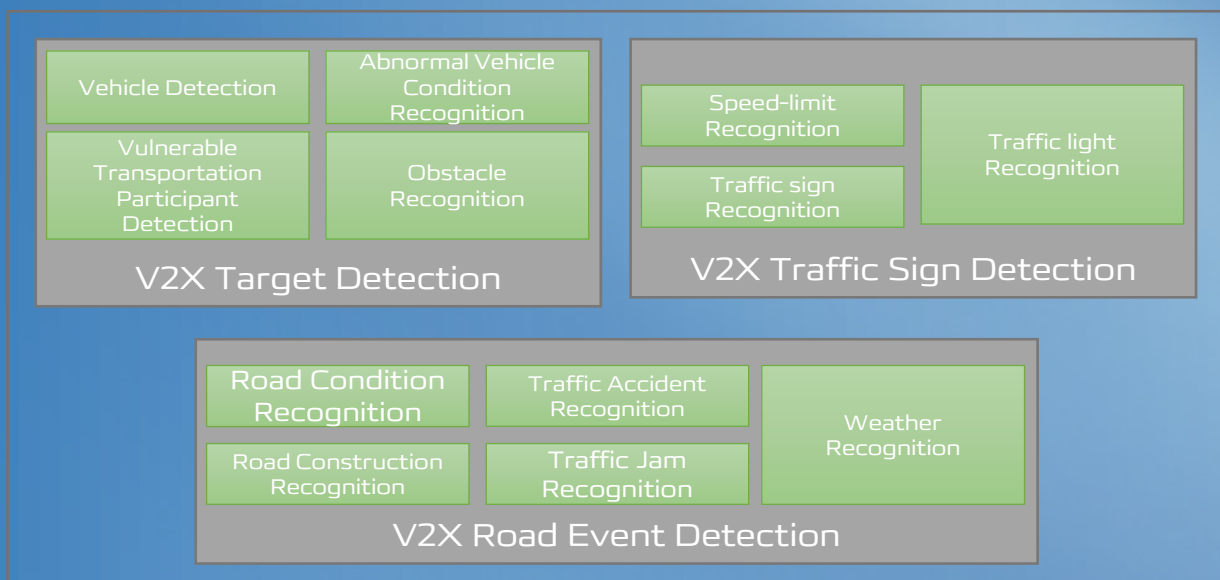 Vehicle Detection
Abnormal Vehicle
Condition
Recognition
Vulnerable
Transportation
Participant
Detection
Obstacle
Recognition
V2X Target Detection
Speed-limit
Recognition
Traffic sign
Recognition
Traffic light
Recognition
V2X Traffic Sign Detection
Road Condition
Recognition
Traffic Accident
Recognition
Road Construction
Recognition
Traffic Jam
Recognition
Weather
Recognition
V2X Road Event Detection